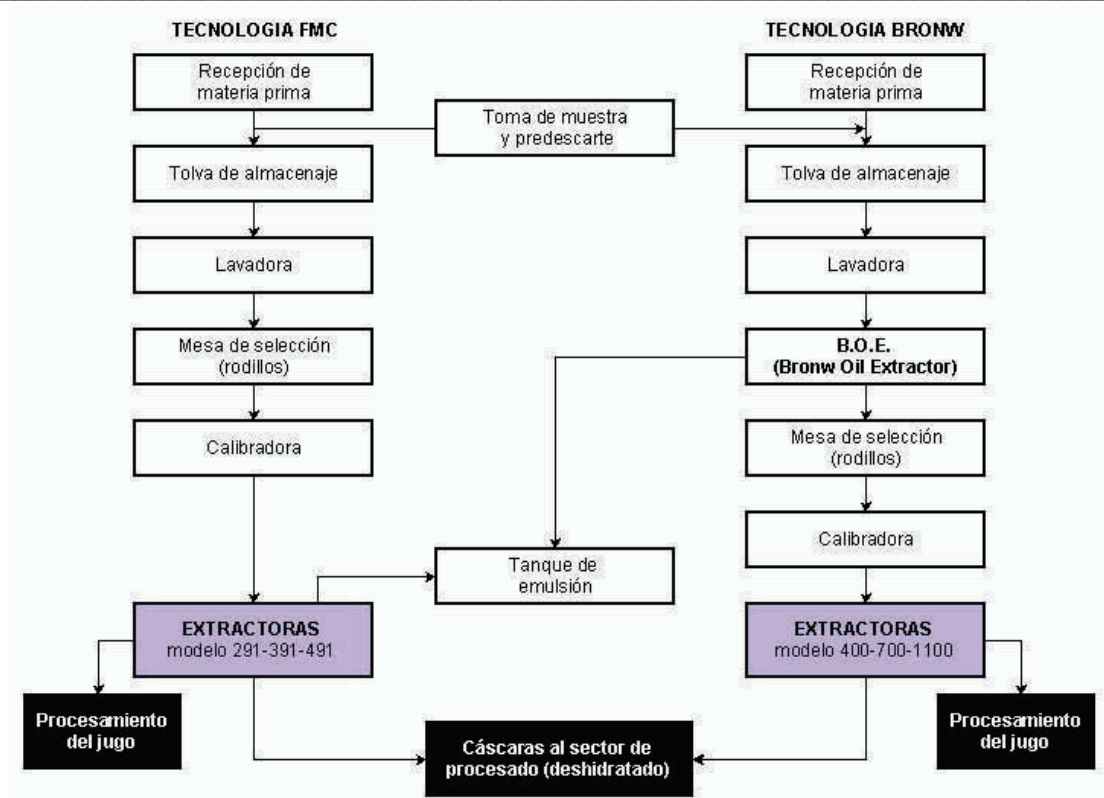 TECNOLOGIA FMC
Recepción de
materia prima
Tolva de almacenaje
Lavadora
Mesa de selección
(rodillos)
Calibradora
EXTRACTORAS
modelo 291-391-491
Procesamiento
del jugo
Toma de muestra
y predescarte
Tanque de
emulsión
Cáscaras al sector de
procesado (deshidratado)
TECNOLOGIA BRONW
Recepción de
materia prima
Tolva de almacenaje
Lavadora
B.O.E.
(Bronw Oil Extractor)
Mesa de selección
(rodillos)
Calibradora
EXTRACTORAS
modelo 400-700-1100
Procesamiento
del jugo